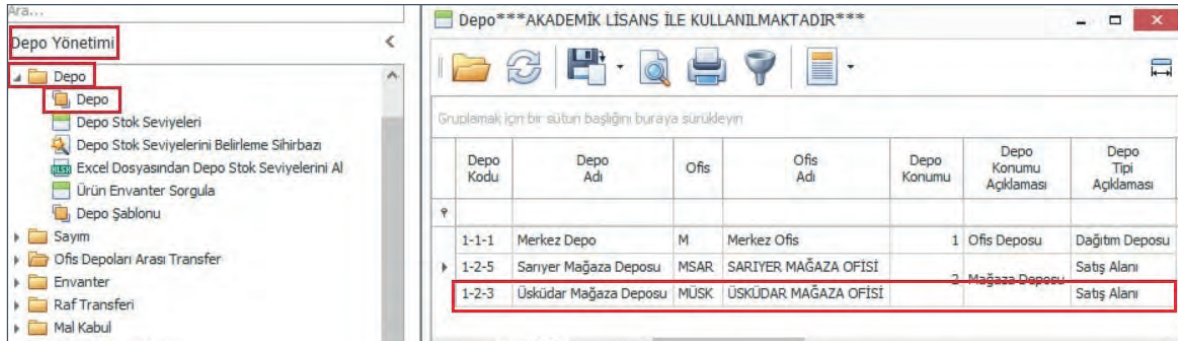 Ara...
Depo Yönetimi
Depo
Depo
Depo Stok Seviyeleri
Depo Stok Seviyelerini Belirleme Sihirbazı
Excel Dosyasından Depo Stok Seviyelerini Al
Ürün Envanter Sorgula
Depo Şablonu
Sayım
Ofis Depoları Arası Transfer
Envanter
Raf Transferi
Mal Kabul
Depo***AKADEMİK LİSANS İLE KULLANILMAKTADIR***
Gruplamak için bir sütun başlığını buraya sürükleyin
Depo Kodu Depo Adı Ofis Ofis Adı Depo Konumu Depo Konumu Açıklaması Depo Tipi Açıklaması
1-1-1 Merkez Depo M Merkez Ofis 1 Ofis Deposu Dağıtım Deposu
1-2-5 Sarıyer Mağaza Deposu MSAR SARIYER MAĞAZA OFİSİ 2 Mağaza Deposu Satış Alanı
1-2-3 Üsküdar Mağaza Deposu MÜSK ÜSKÜDAR MAĞAZA OFİSİ Satış Alanı